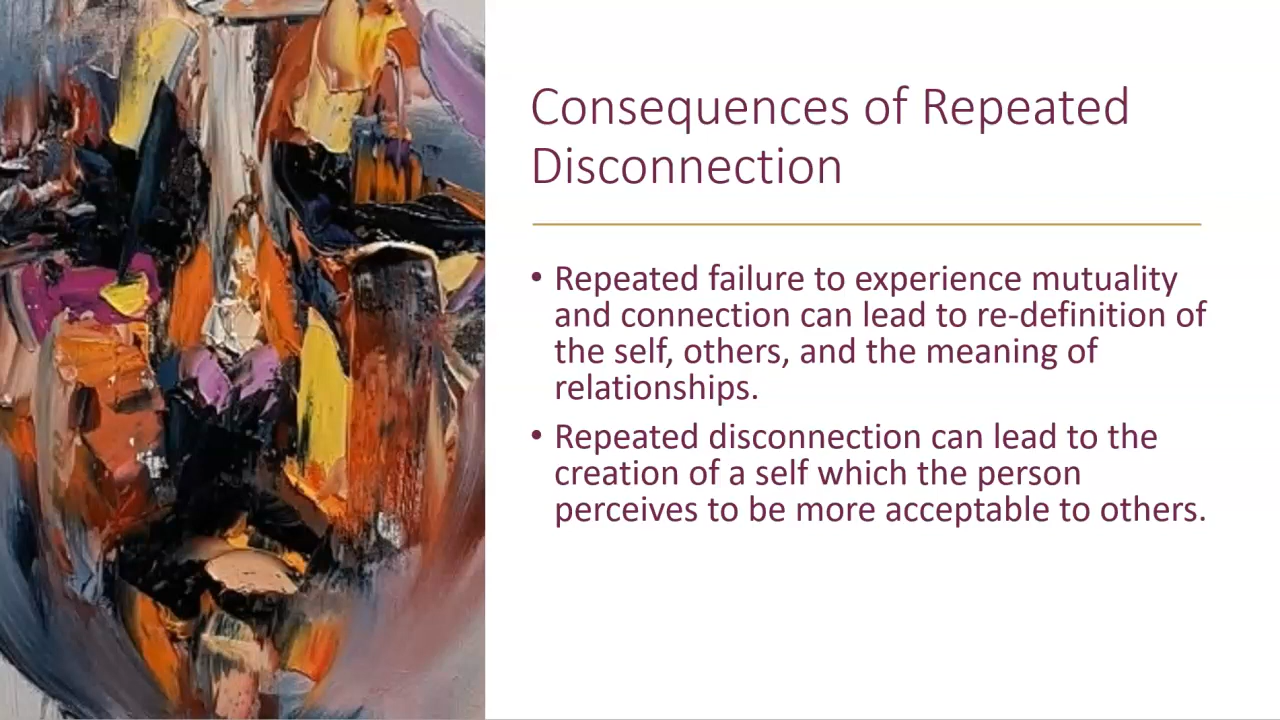 Consequences of Repeated
Disconnection
• Repeated failure to experience mutuality
and connection can lead to re-definition of
the self, others, and the meaning of
relationships.
• Repeated disconnection can lead to the
creation of a self which the person
perceives to be more acceptable to others.